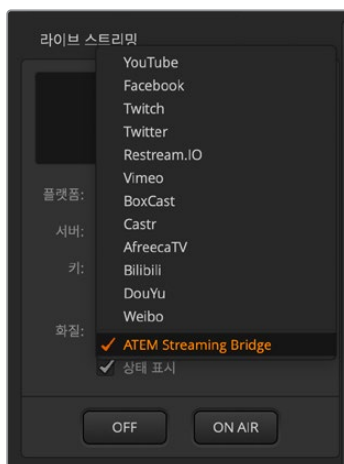 라이브 스트리밍
YouTube
Facebook
Twitch
Twitter
Restream.IO
Vimeo
플랫폼:
BoxCast
서버:
Castr
AfreecaTV
키:
Bilibili
DouYu
Weibo
화질:
ATEM Streaming Bridge
상태 표시
OFF
ON AIR